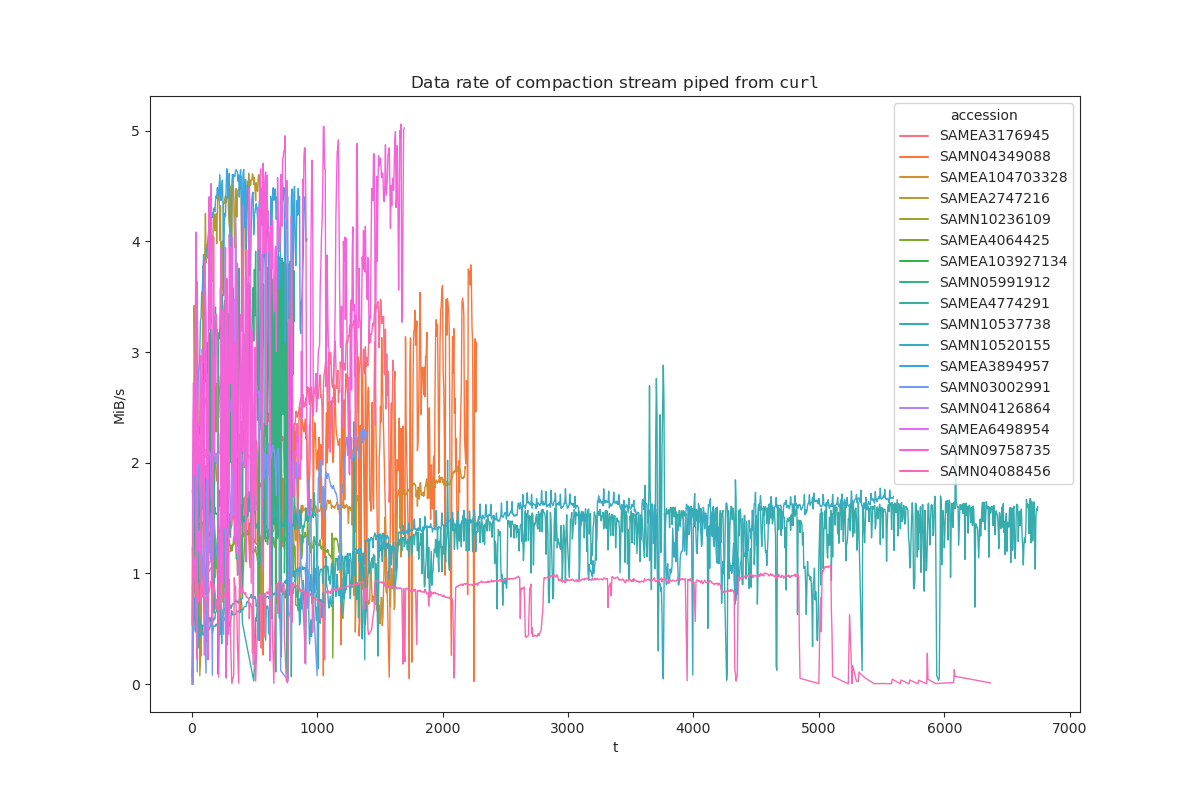 Data rate of compaction stream piped from curl
accession
SAMEA3176945
SAMN04349088
SAMEA104703328
SAMEA2747216
SAMN10236109
SAMEA4064425
SAMEA103927134
SAMN05991912
SAMEA4774291
SAMN10537738
SAMN10520155
SAMEA3894957
SAMN03002991
SAMN04126864
SAMEA6498954
SAMN09758735
SAMN04088456
5
4
3
2
1
0
MiB/s
0 1000 2000 3000 4000 5000 6000 7000
t